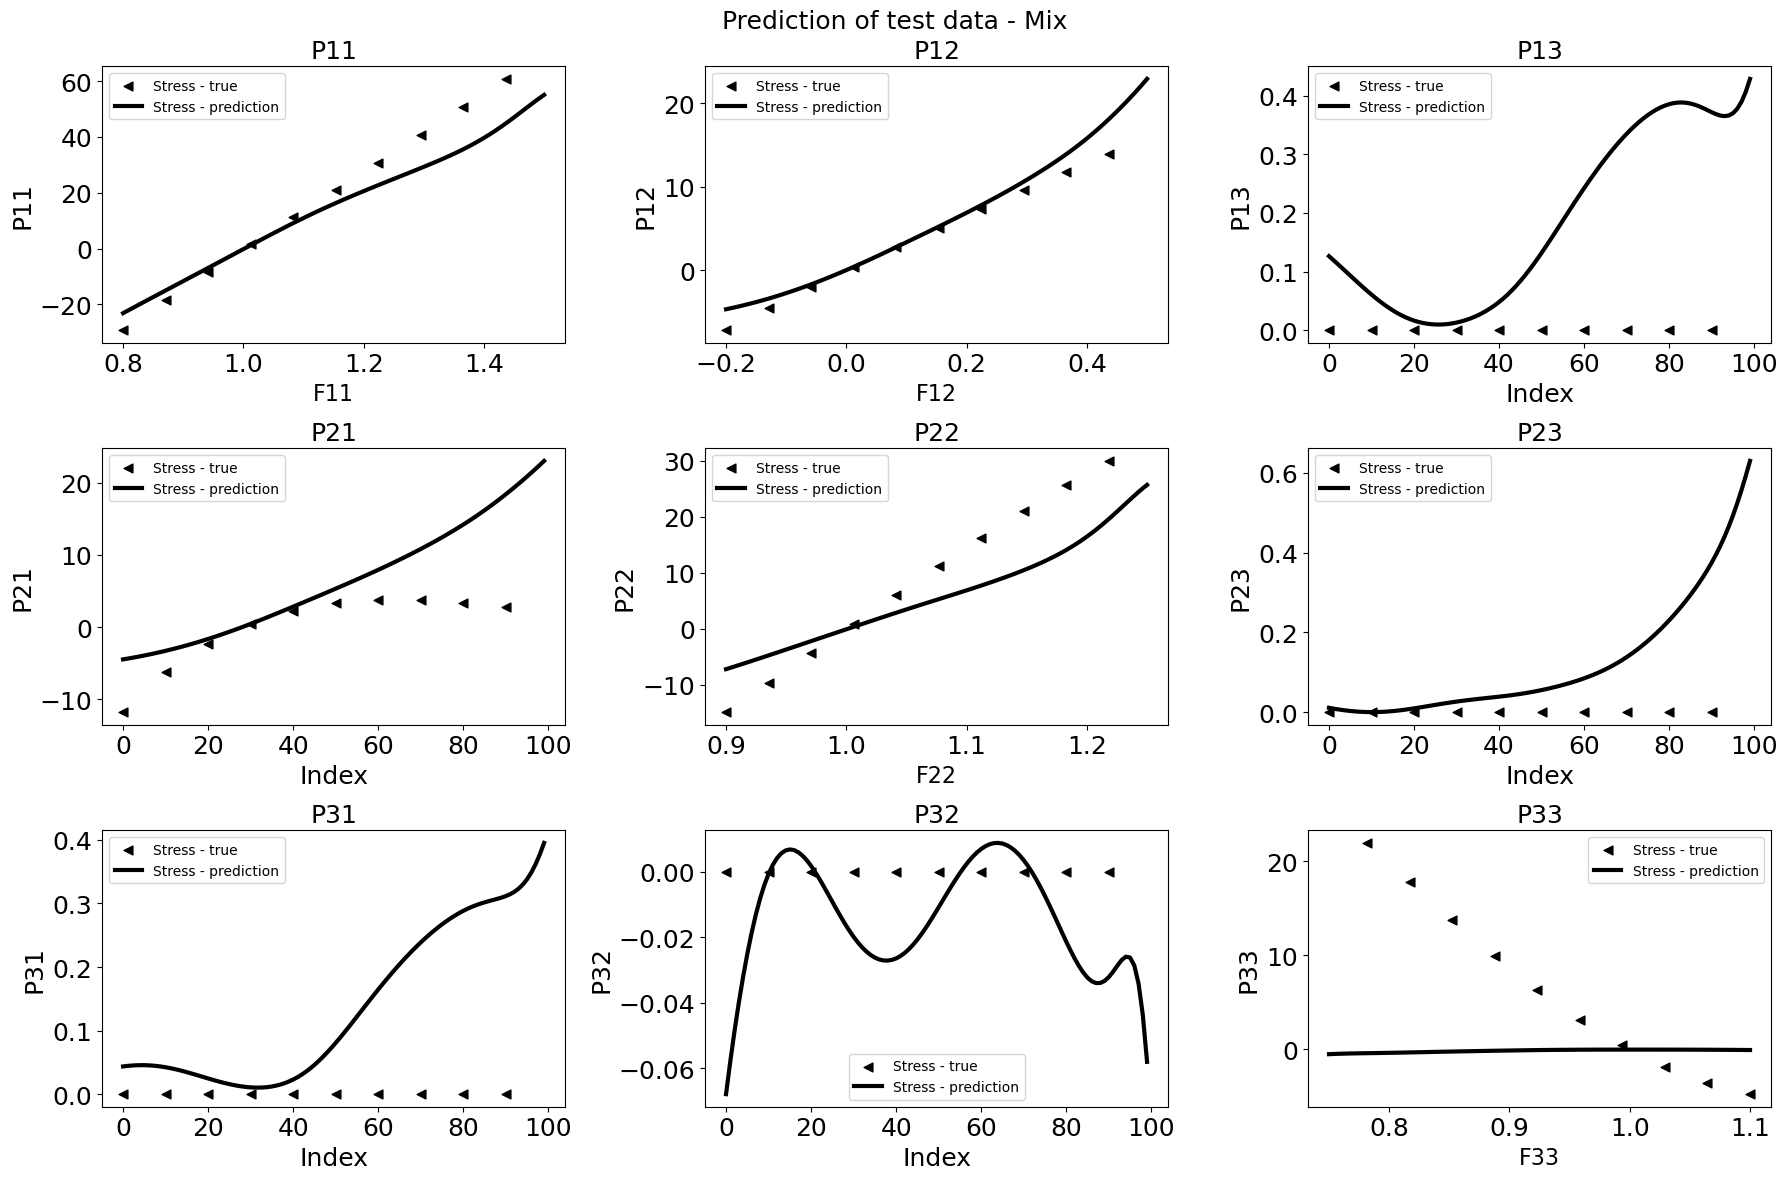 Prediction of test data - Mix
P11
P12
P13
Stress - true
Stress - prediction
P11
60
40
20
0
−20
0.8 1.0 1.2 1.4
F11
Stress - true
Stress - prediction
P12
20
10
0
−0.2 0.0 0.2 0.4
F12
Stress - true
Stress - prediction
P13
0.4
0.3
0.2
0.1
0.0
0 20 40 60 80 100
Index
P21
P22
P23
Stress - true
Stress - prediction
P21
20
10
0
−10
0 20 40 60 80 100
Index
Stress - true
Stress - prediction
P22
30
20
10
0
−10
0.9 1.0 1.1 1.2
F22
Stress - true
Stress - prediction
P23
0.6
0.4
0.2
0.0
0 20 40 60 80 100
Index
P31
P32
P33
Stress - true
Stress - prediction
P31
0.4
0.3
0.2
0.1
0.0
0 20 40 60 80 100
Index
P32
0.00
−0.02
−0.04
−0.06
Stress - true
Stress - prediction
0 20 40 60 80 100
Index
Stress - true
Stress - prediction
P33
20
10
0
0.8 0.9 1.0 1.1
F33